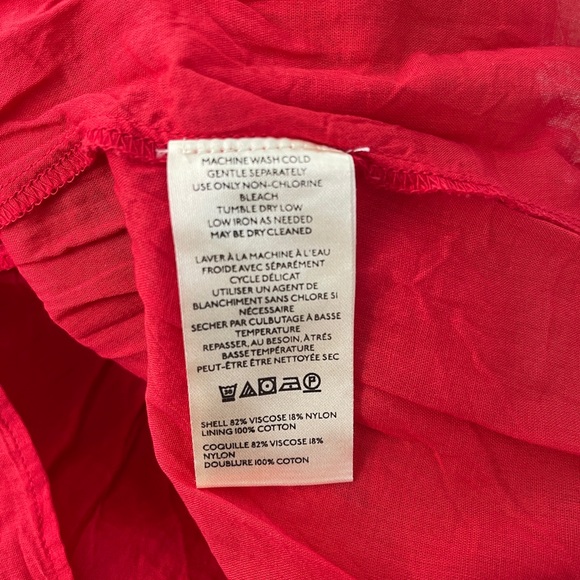 MACHINE WASH COLD
GENTLE SEPARATELY
USE ONLY NON-CHLORINE
BLEACH
TUMBLE DRY LOW
LOW IRON AS NEEDED
MAY BE DRY CLEANED
LAVER À LA MACHINE À L'EAU
FROIDE AVEC SÉPARÉMENT
CYCLE DÉLICAT
UTILISER UN AGENT DE
BLANCHIMENT SANS CHLORE SI
NÉCESSAIRE
SECHER PAR CULBUTAGE À BASSE
TEMPERATURE
REPASSER, AU BESOIN, À TRÉS
BASSE TEMPÉRATURE
PEUT-ÊTRE ÊTRE NETTOYÉE SEC
30 P
SHELL 82% VISCOSE 18% NYLON
LINING 100% COTTON
COQUILLE 82% VISCOSE 18%
NYLON
DOUBLURE 100% COTON